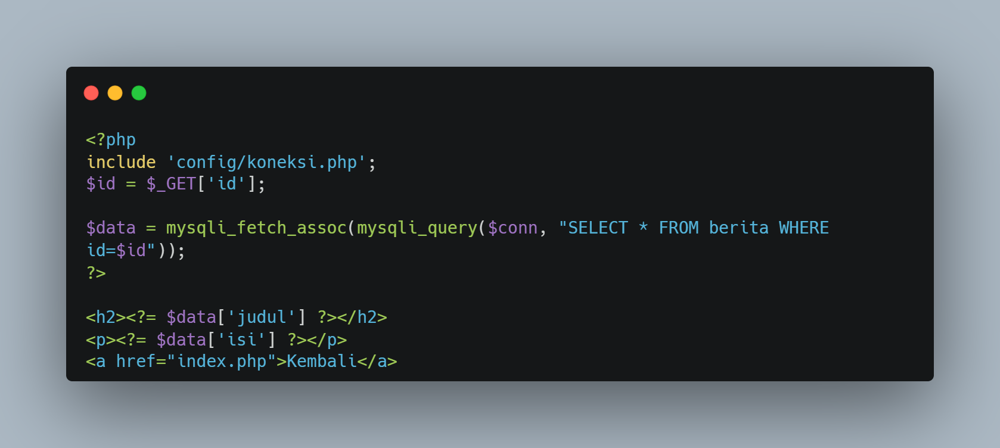 <?php
include 'config/koneksi.php';
$id = $_GET['id'];
$data = mysqli_fetch_assoc(mysqli_query($conn, "SELECT * FROM berita WHERE
id=$id"));
?>
<h2><?= $data['judul'] ?></h2>
<p><?= $data['isi'] ?></p>
<a href="index.php">Kembali</a>